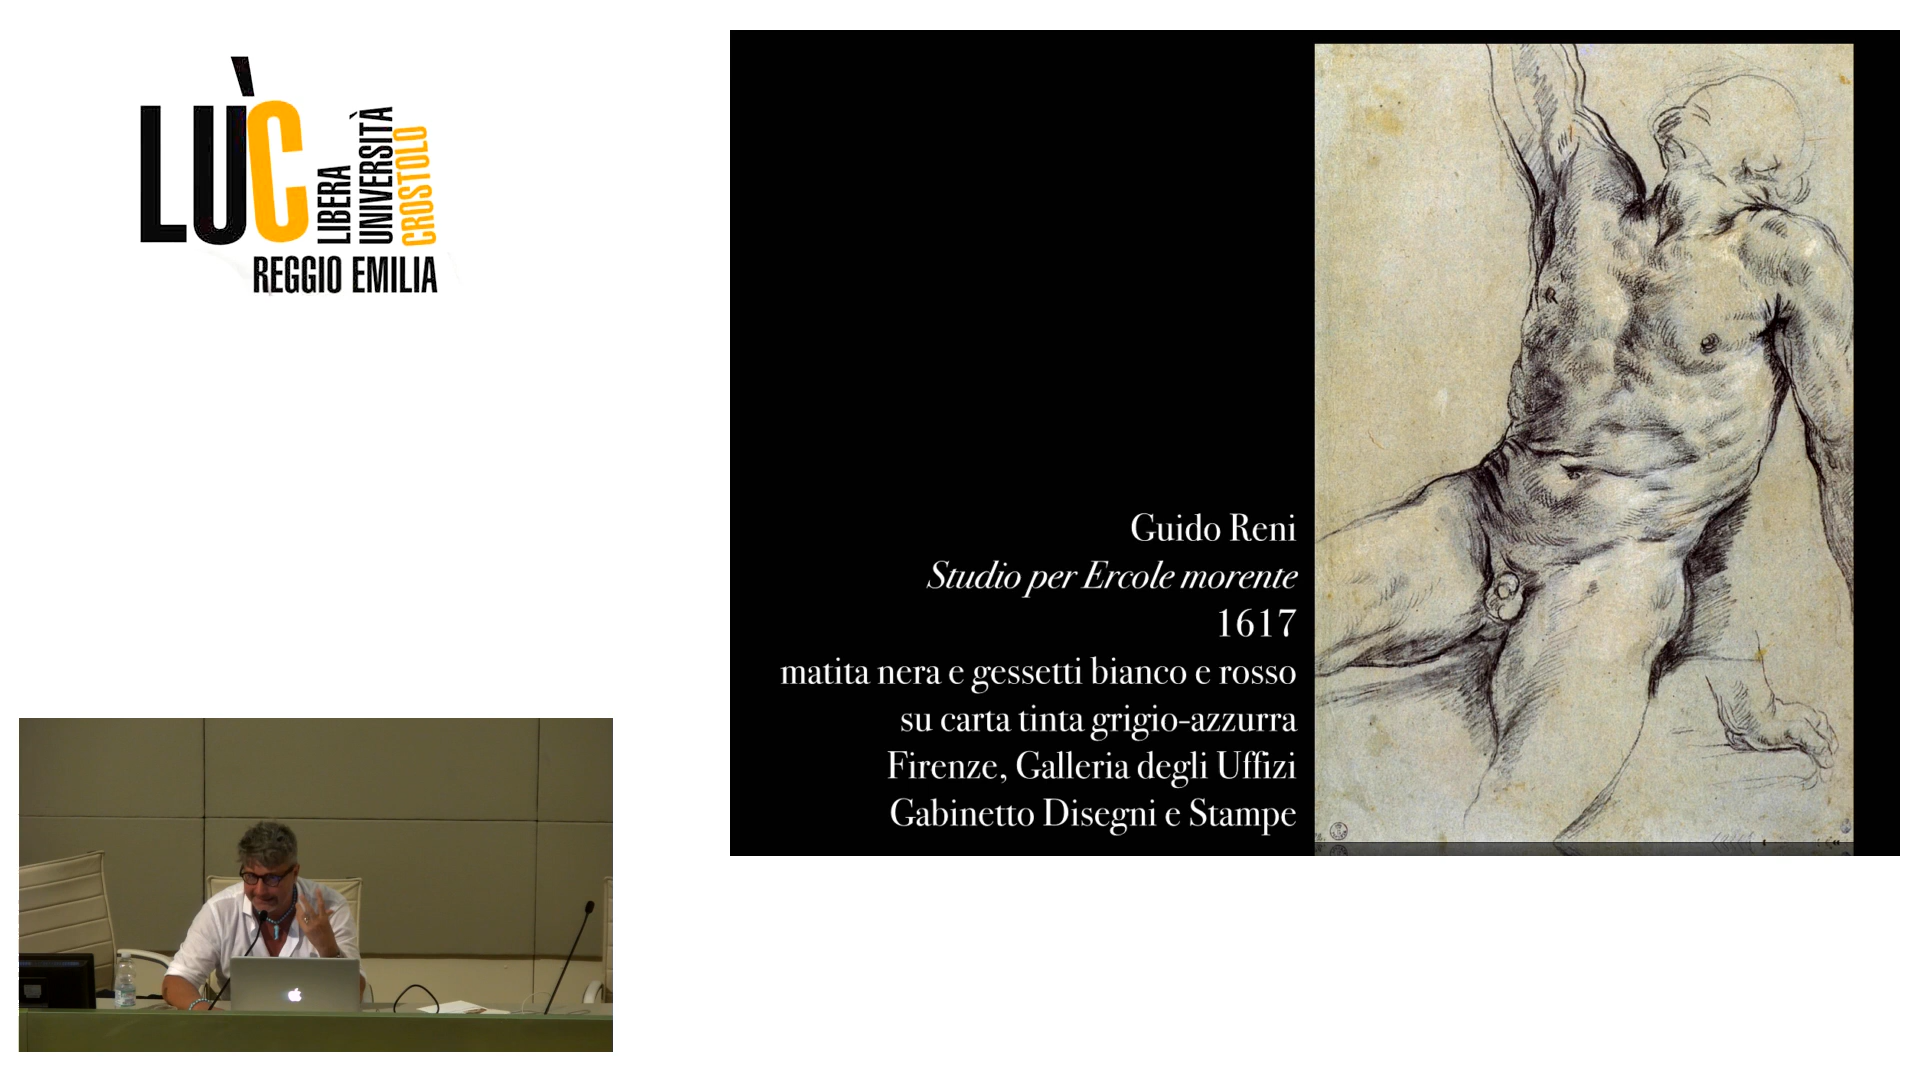 LÙC
LIBERA
UNIVERSITÀ
CROSTOLO
REGGIO EMILIA
Guido Reni
Studio per Ercole morente
1617
matita nera e gessetti bianco e rosso
su carta tinta grigio-azzurra
Firenze, Galleria degli Uffizi
Gabinetto Disegni e Stampe